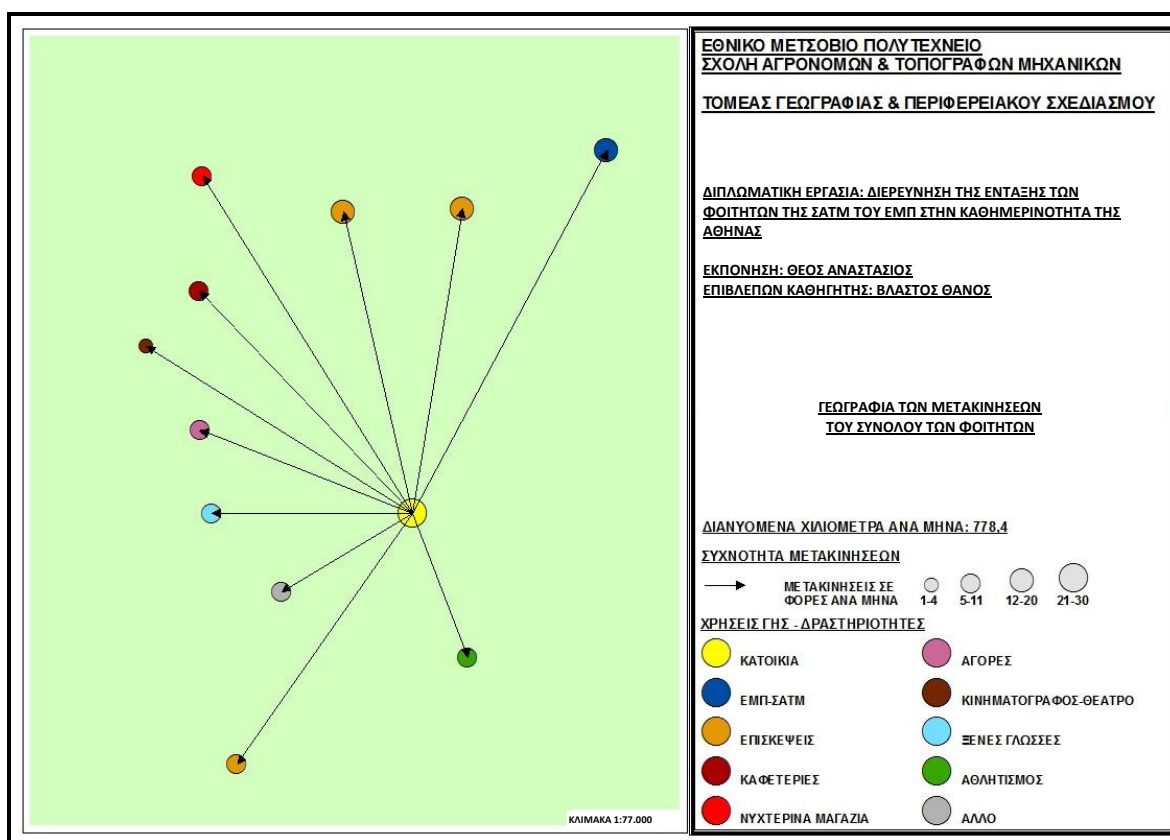 ΕΘΝΙΚΟ ΜΕΤΣΟΒΙΟ ΠΟΛΥΤΕΧΝΕΙΟ
ΣΧΟΛΗ ΑΓΡΟΝΟΜΩΝ & ΤΟΠΟΓΡΑΦΩΝ ΜΗΧΑΝΙΚΩΝ
ΤΟΜΕΑΣ ΓΕΩΓΡΑΦΙΑΣ & ΠΕΡΙΦΕΡΕΙΑΚΟΥ ΣΧΕΔΙΑΣΜΟΥ
ΔΙΠΛΩΜΑΤΙΚΗ ΕΡΓΑΣΙΑ: ΔΙΕΡΕΥΝΗΣΗ ΤΗΣ ΕΝΤΑΞΗΣ ΤΩΝ
ΦΟΙΤΗΤΩΝ ΤΗΣ ΣΑΤΜ ΤΟΥ ΕΜΠ ΣΤΗΝ ΚΑΘΗΜΕΡΙΝΟΤΗΤΑ ΤΗΣ
ΑΘΗΝΑΣ
ΕΚΠΟΝΗΣΗ: ΘΕΟΣ ΑΝΑΣΤΑΣΙΟΣ
ΕΠΙΒΛΕΠΩΝ ΚΑΘΗΓΗΤΗΣ: ΒΛΑΣΤΟΣ ΘΑΝΟΣ
ΓΕΩΓΡΑΦΙΑ ΤΩΝ ΜΕΤΑΚΙΝΗΣΕΩΝ
ΤΟΥ ΣΥΝΟΛΟΥ ΤΩΝ ΦΟΙΤΗΤΩΝ
ΔΙΑΝΥΟΜΕΝΑ ΧΙΛΙΟΜΕΤΡΑ ΑΝΑ ΜΗΝΑ: 778,4
ΣΥΧΝΟΤΗΤΑ ΜΕΤΑΚΙΝΗΣΕΩΝ
ΜΕΤΑΚΙΝΗΣΕΙΣ ΣΕ
ΦΟΡΕΣ ΑΝΑ ΜΗΝΑ 1-4 5-11 12-20 21-30
ΧΡΗΣΕΙΣ ΓΗΣ - ΔΡΑΣΤΗΡΙΟΤΗΤΕΣ
ΚΑΤΟΙΚΙΑ ΑΓΟΡΕΣ
ΕΜΠ-ΣΑΤΜ ΚΙΝΗΜΑΤΟΓΡΑΦΟΣ-ΘΕΑΤΡΟ
ΕΠΙΣΚΕΨΕΙΣ ΞΕΝΕΣ ΓΛΩΣΣΕΣ
ΚΑΦΕΤΕΡΙΕΣ ΑΘΛΗΤΙΣΜΟΣ
ΝΥΧΤΕΡΙΝΑ ΜΑΓΑΖΙΑ ΑΛΛΟ
ΚΛΙΜΑΚΑ 1:77.000